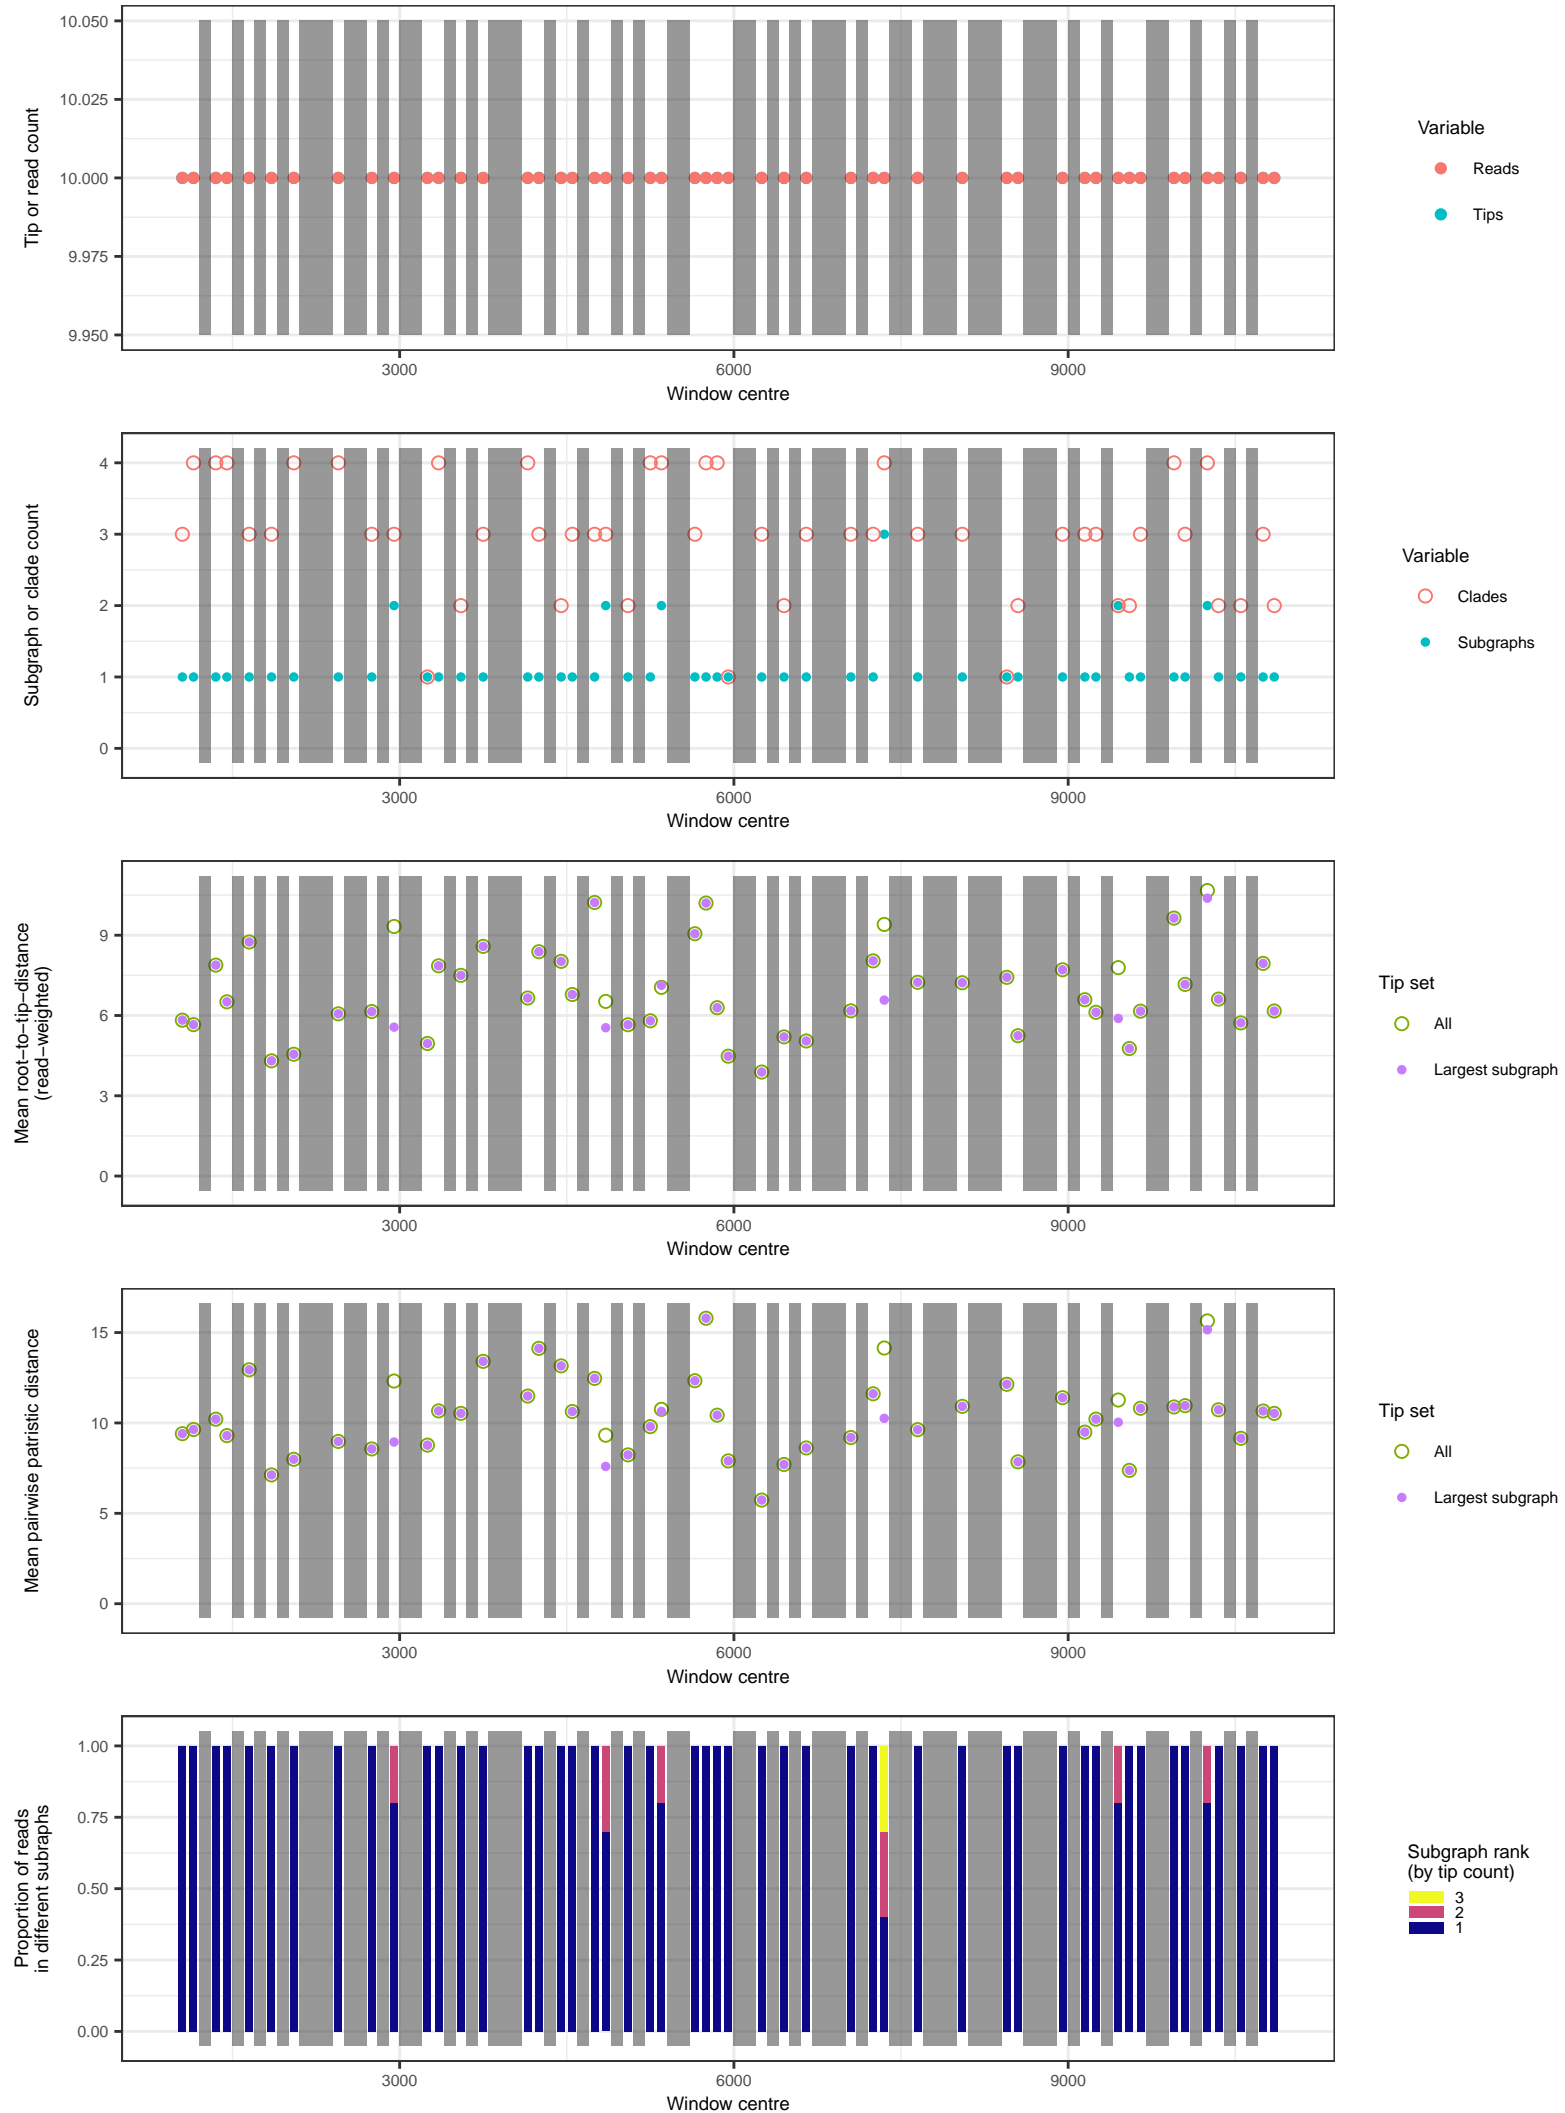 10.050
10.025
10.000
9.975
9.950
Tip or read count
3000
6000
9000
Window centre
Variable
Reads
Tips
4
3
2
1
0
Subgraph or clade count
3000
6000
9000
Window centre
Variable
Clades
Subgraphs
9
6
3
0
Mean root−to−tip−distance
(read−weighted)
3000
6000
9000
Window centre
Tip set
All
Largest subgraph
15
10
5
0
Mean pairwise patristic distance
3000
6000
9000
Window centre
Tip set
All
Largest subgraph
1.00
0.75
0.50
0.25
0.00
Proportion of reads
in different subraphs
3000
6000
9000
Window centre
Subgraph rank
(by tip count)
3
2
1